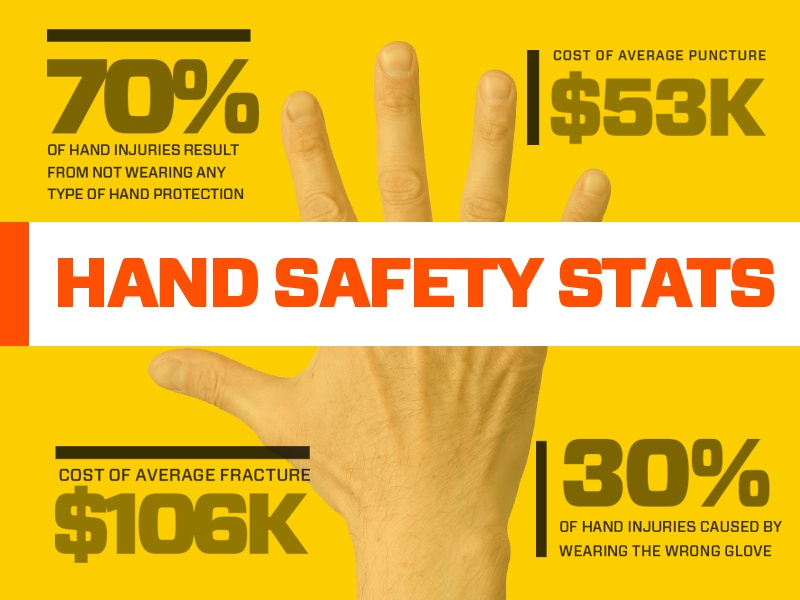 70%
OF HAND INJURIES RESULT
FROM NOT WEARING ANY
TYPE OF HAND PROTECTION
COST OF AVERAGE PUNCTURE
$53K
HAND SAFETY STATS
COST OF AVERAGE FRACTURE
$106K
30%
OF HAND INJURIES CAUSED BY
WEARING THE WRONG GLOVE